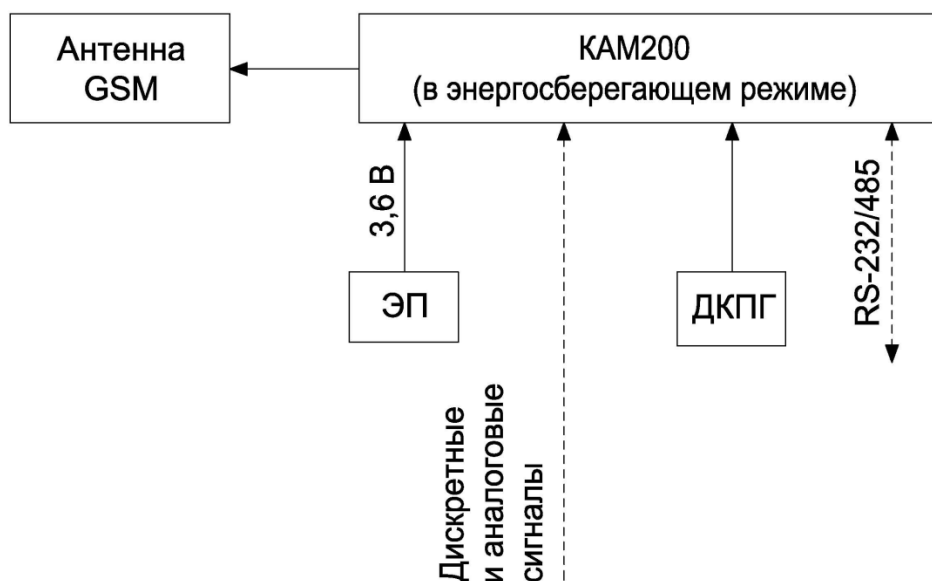 Антенна
GSM
КАМ200
(в энергосберегающем режиме)
3,6 В
RS-232/485
ЭП
ДКПГ
Дискретные
и аналоговые
сигналы